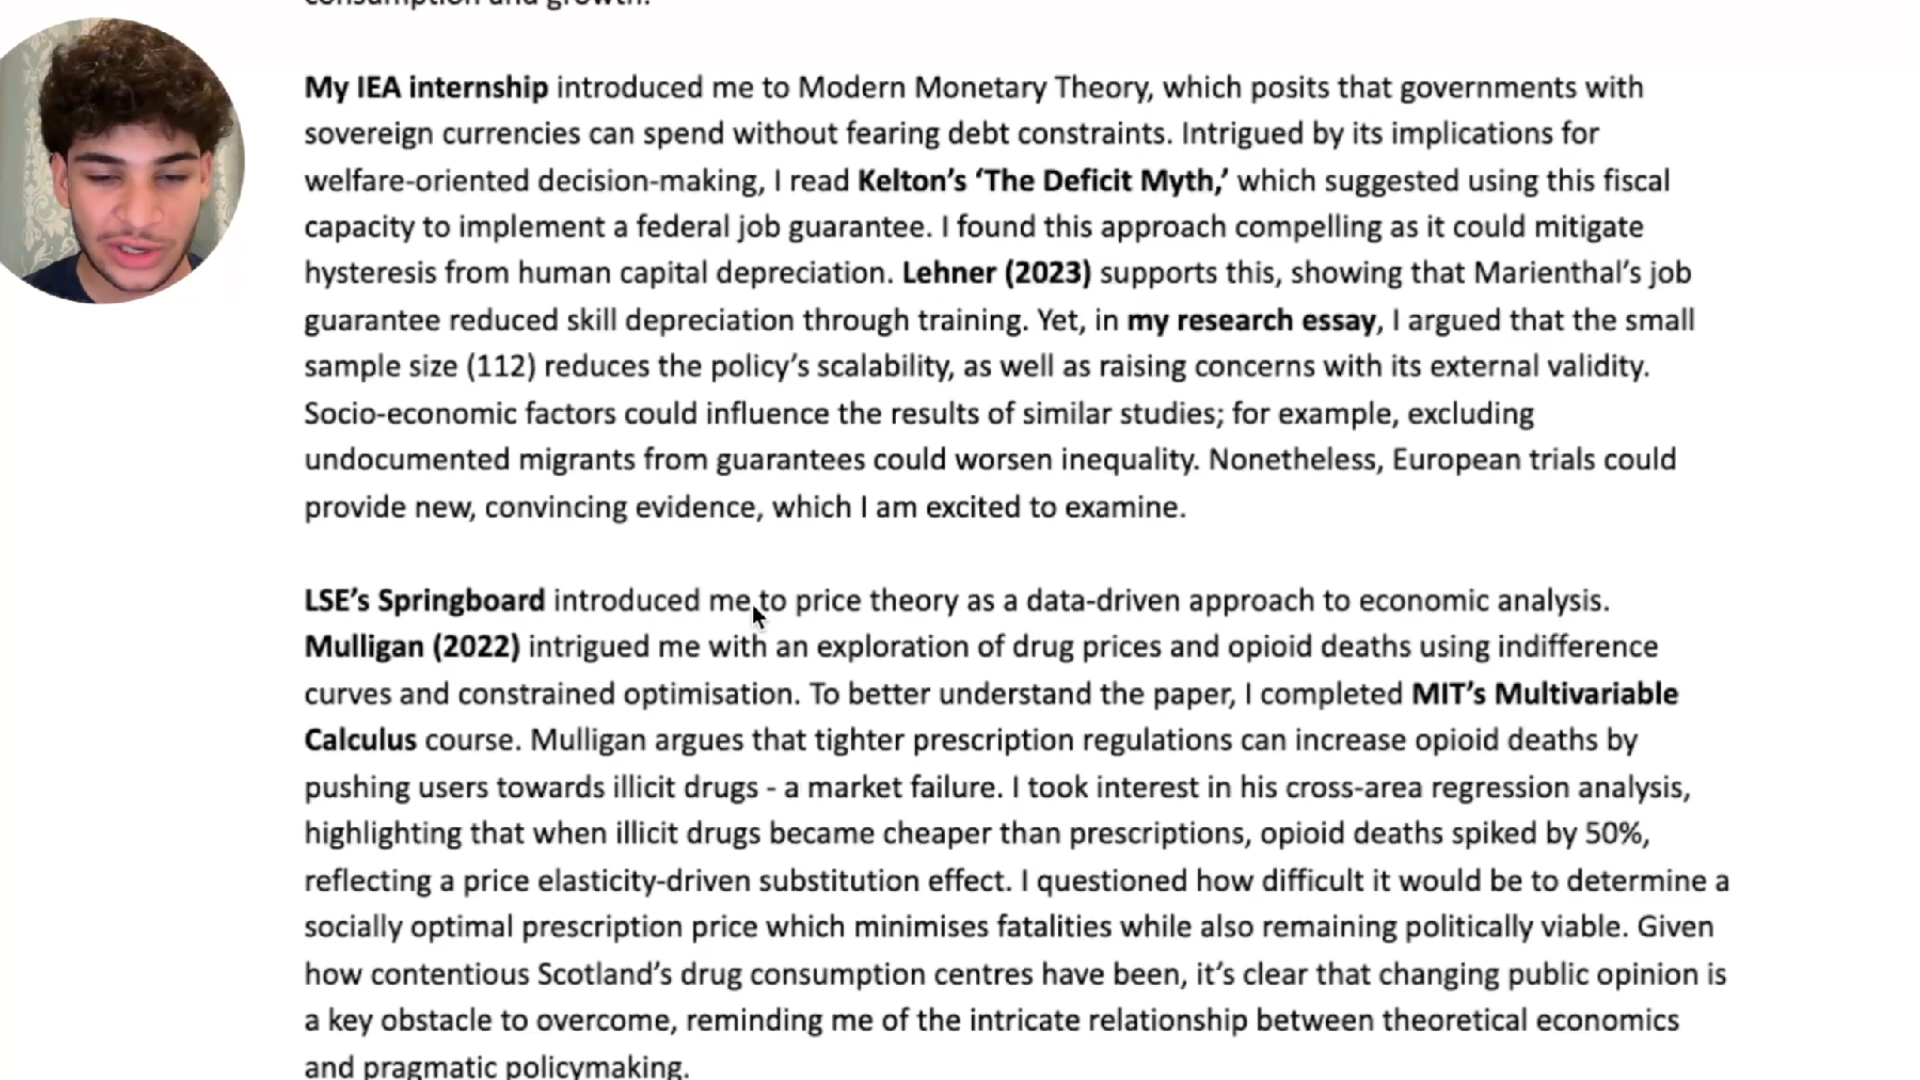 consumption and growth.
My IEA internship introduced me to Modern Monetary Theory, which posits that governments with
sovereign currencies can spend without fearing debt constraints. Intrigued by its implications for
welfare-oriented decision-making, I read Kelton’s ‘The Deficit Myth,’ which suggested using this fiscal
capacity to implement a federal job guarantee. I found this approach compelling as it could mitigate
hysteresis from human capital depreciation. Lehner (2023) supports this, showing that Marienthal’s job
guarantee reduced skill depreciation through training. Yet, in my research essay, I argued that the small
sample size (112) reduces the policy’s scalability, as well as raising concerns with its external validity.
Socio-economic factors could influence the results of similar studies; for example, excluding
undocumented migrants from guarantees could worsen inequality. Nonetheless, European trials could
provide new, convincing evidence, which I am excited to examine.
LSE’s Springboard introduced me to price theory as a data-driven approach to economic analysis.
Mulligan (2022) intrigued me with an exploration of drug prices and opioid deaths using indifference
curves and constrained optimisation. To better understand the paper, I completed MIT’s Multivariable
Calculus course. Mulligan argues that tighter prescription regulations can increase opioid deaths by
pushing users towards illicit drugs - a market failure. I took interest in his cross-area regression analysis,
highlighting that when illicit drugs became cheaper than prescriptions, opioid deaths spiked by 50%,
reflecting a price elasticity-driven substitution effect. I questioned how difficult it would be to determine a
socially optimal prescription price which minimises fatalities while also remaining politically viable. Given
how contentious Scotland’s drug consumption centres have been, it’s clear that changing public opinion is
a key obstacle to overcome, reminding me of the intricate relationship between theoretical economics
and pragmatic policymaking.